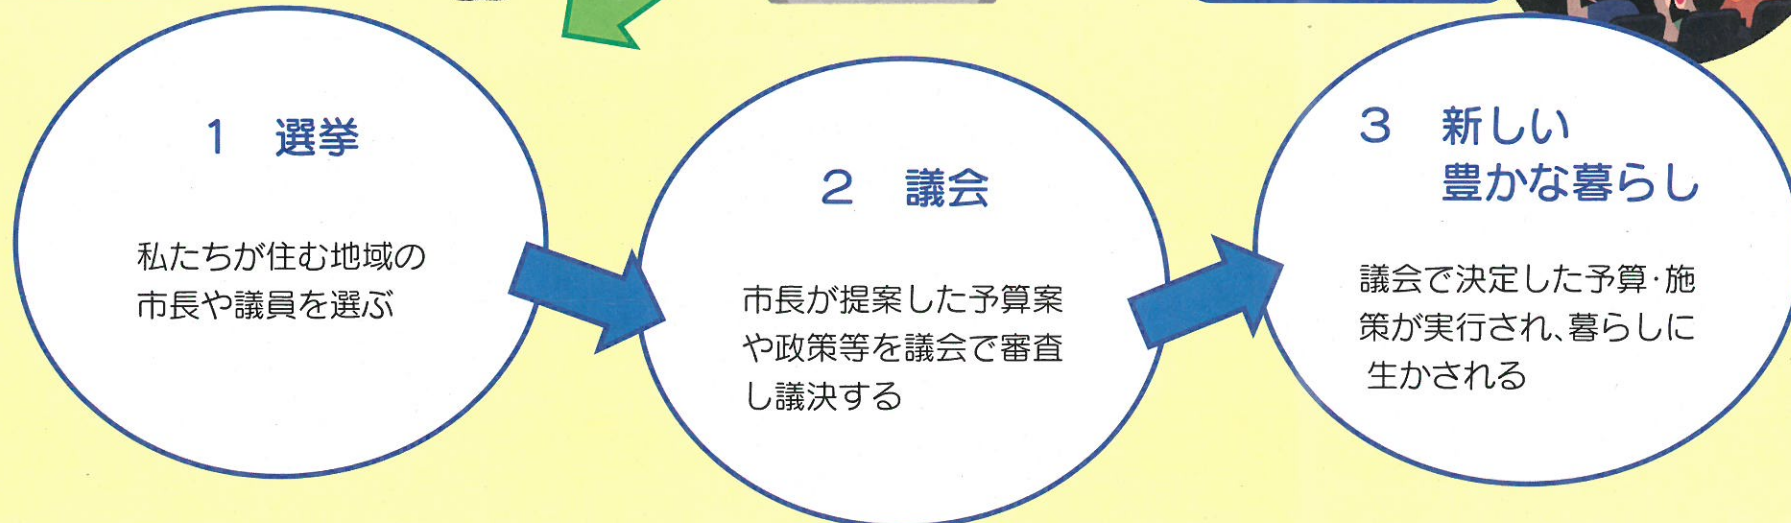 1 選挙
私たちが住む地域の
市長や議員を選ぶ
2 議会
市長が提案した予算案
や政策等を議会で審査
し議決する
3 新しい
豊かな暮らし
議会で決定した予算・施
策が実行され、暮らしに
生かされる